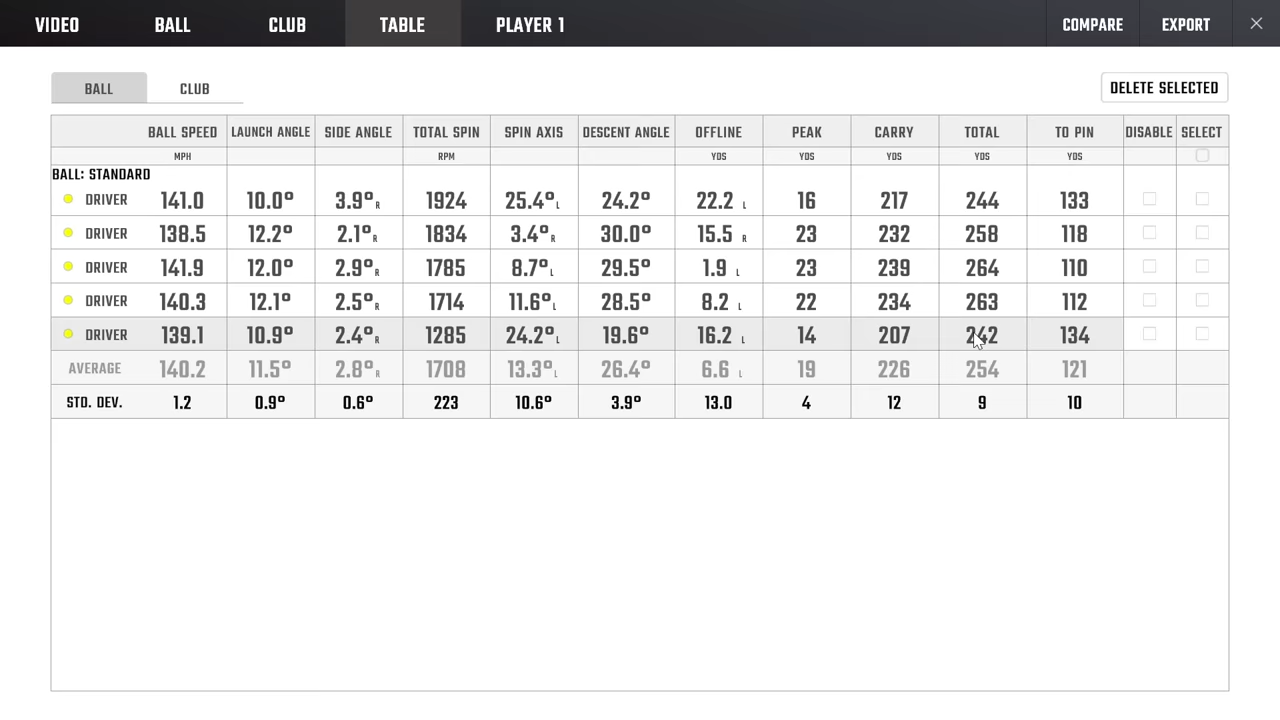 VIDEO BALL CLUB TABLE PLAYER 1 COMPARE EXPORT
BALL CLUB DELETE SELECTED
BALL SPEED LAUNCH ANGLE SIDE ANGLE TOTAL SPIN SPIN AXIS DESCENT ANGLE OFFLINE PEAK CARRY TOTAL TO PIN DISABLE SELECT
MPH RPM YDS YDS YDS YDS YDS
BALL: STANDARD
DRIVER 141.0 10.0° 3.9° R 1924 25.4° L 24.2° 22.2 L 16 217 244 133
DRIVER 138.5 12.2° 2.1° R 1834 3.4° R 30.0° 15.5 R 23 232 258 118
DRIVER 141.9 12.0° 2.9° R 1785 8.7° L 29.5° 1.9 L 23 239 264 110
DRIVER 140.3 12.1° 2.5° R 1714 11.6° L 28.5° 8.2 L 22 234 263 112
DRIVER 139.1 10.9° 2.4° R 1285 24.2° L 19.6° 16.2 L 14 207 242 134
AVERAGE 140.2 11.5° 2.8° R 1708 13.3° L 26.4° 6.6 L 19 226 254 121
STD. DEV. 1.2 0.9° 0.6° 223 10.6° 3.9° 13.0 4 12 9 10